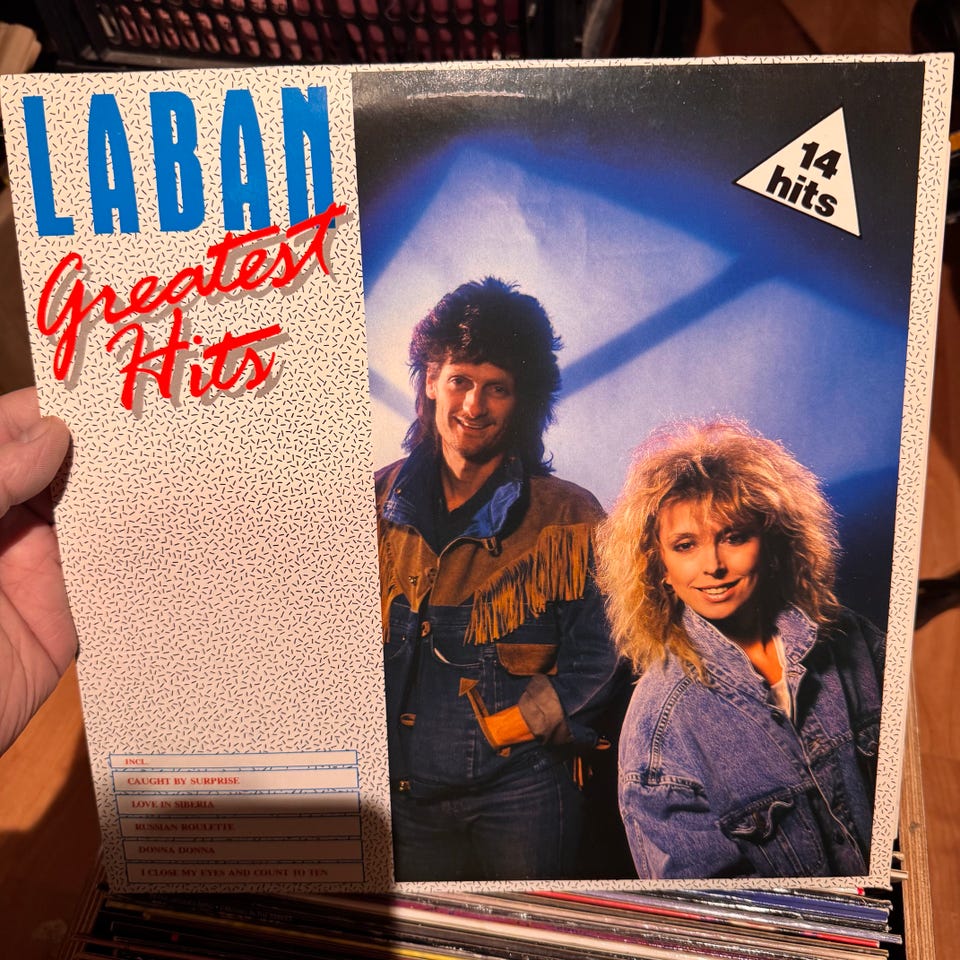 LABAN
Greatest
Hits
14
hits
INCL.
CAUGHT BY SURPRISE
LOVE IN SIBERIA
RUSSIAN ROULETTE
DONNA DONNA
I CLOSE MY EYES AND COUNT TO TEN